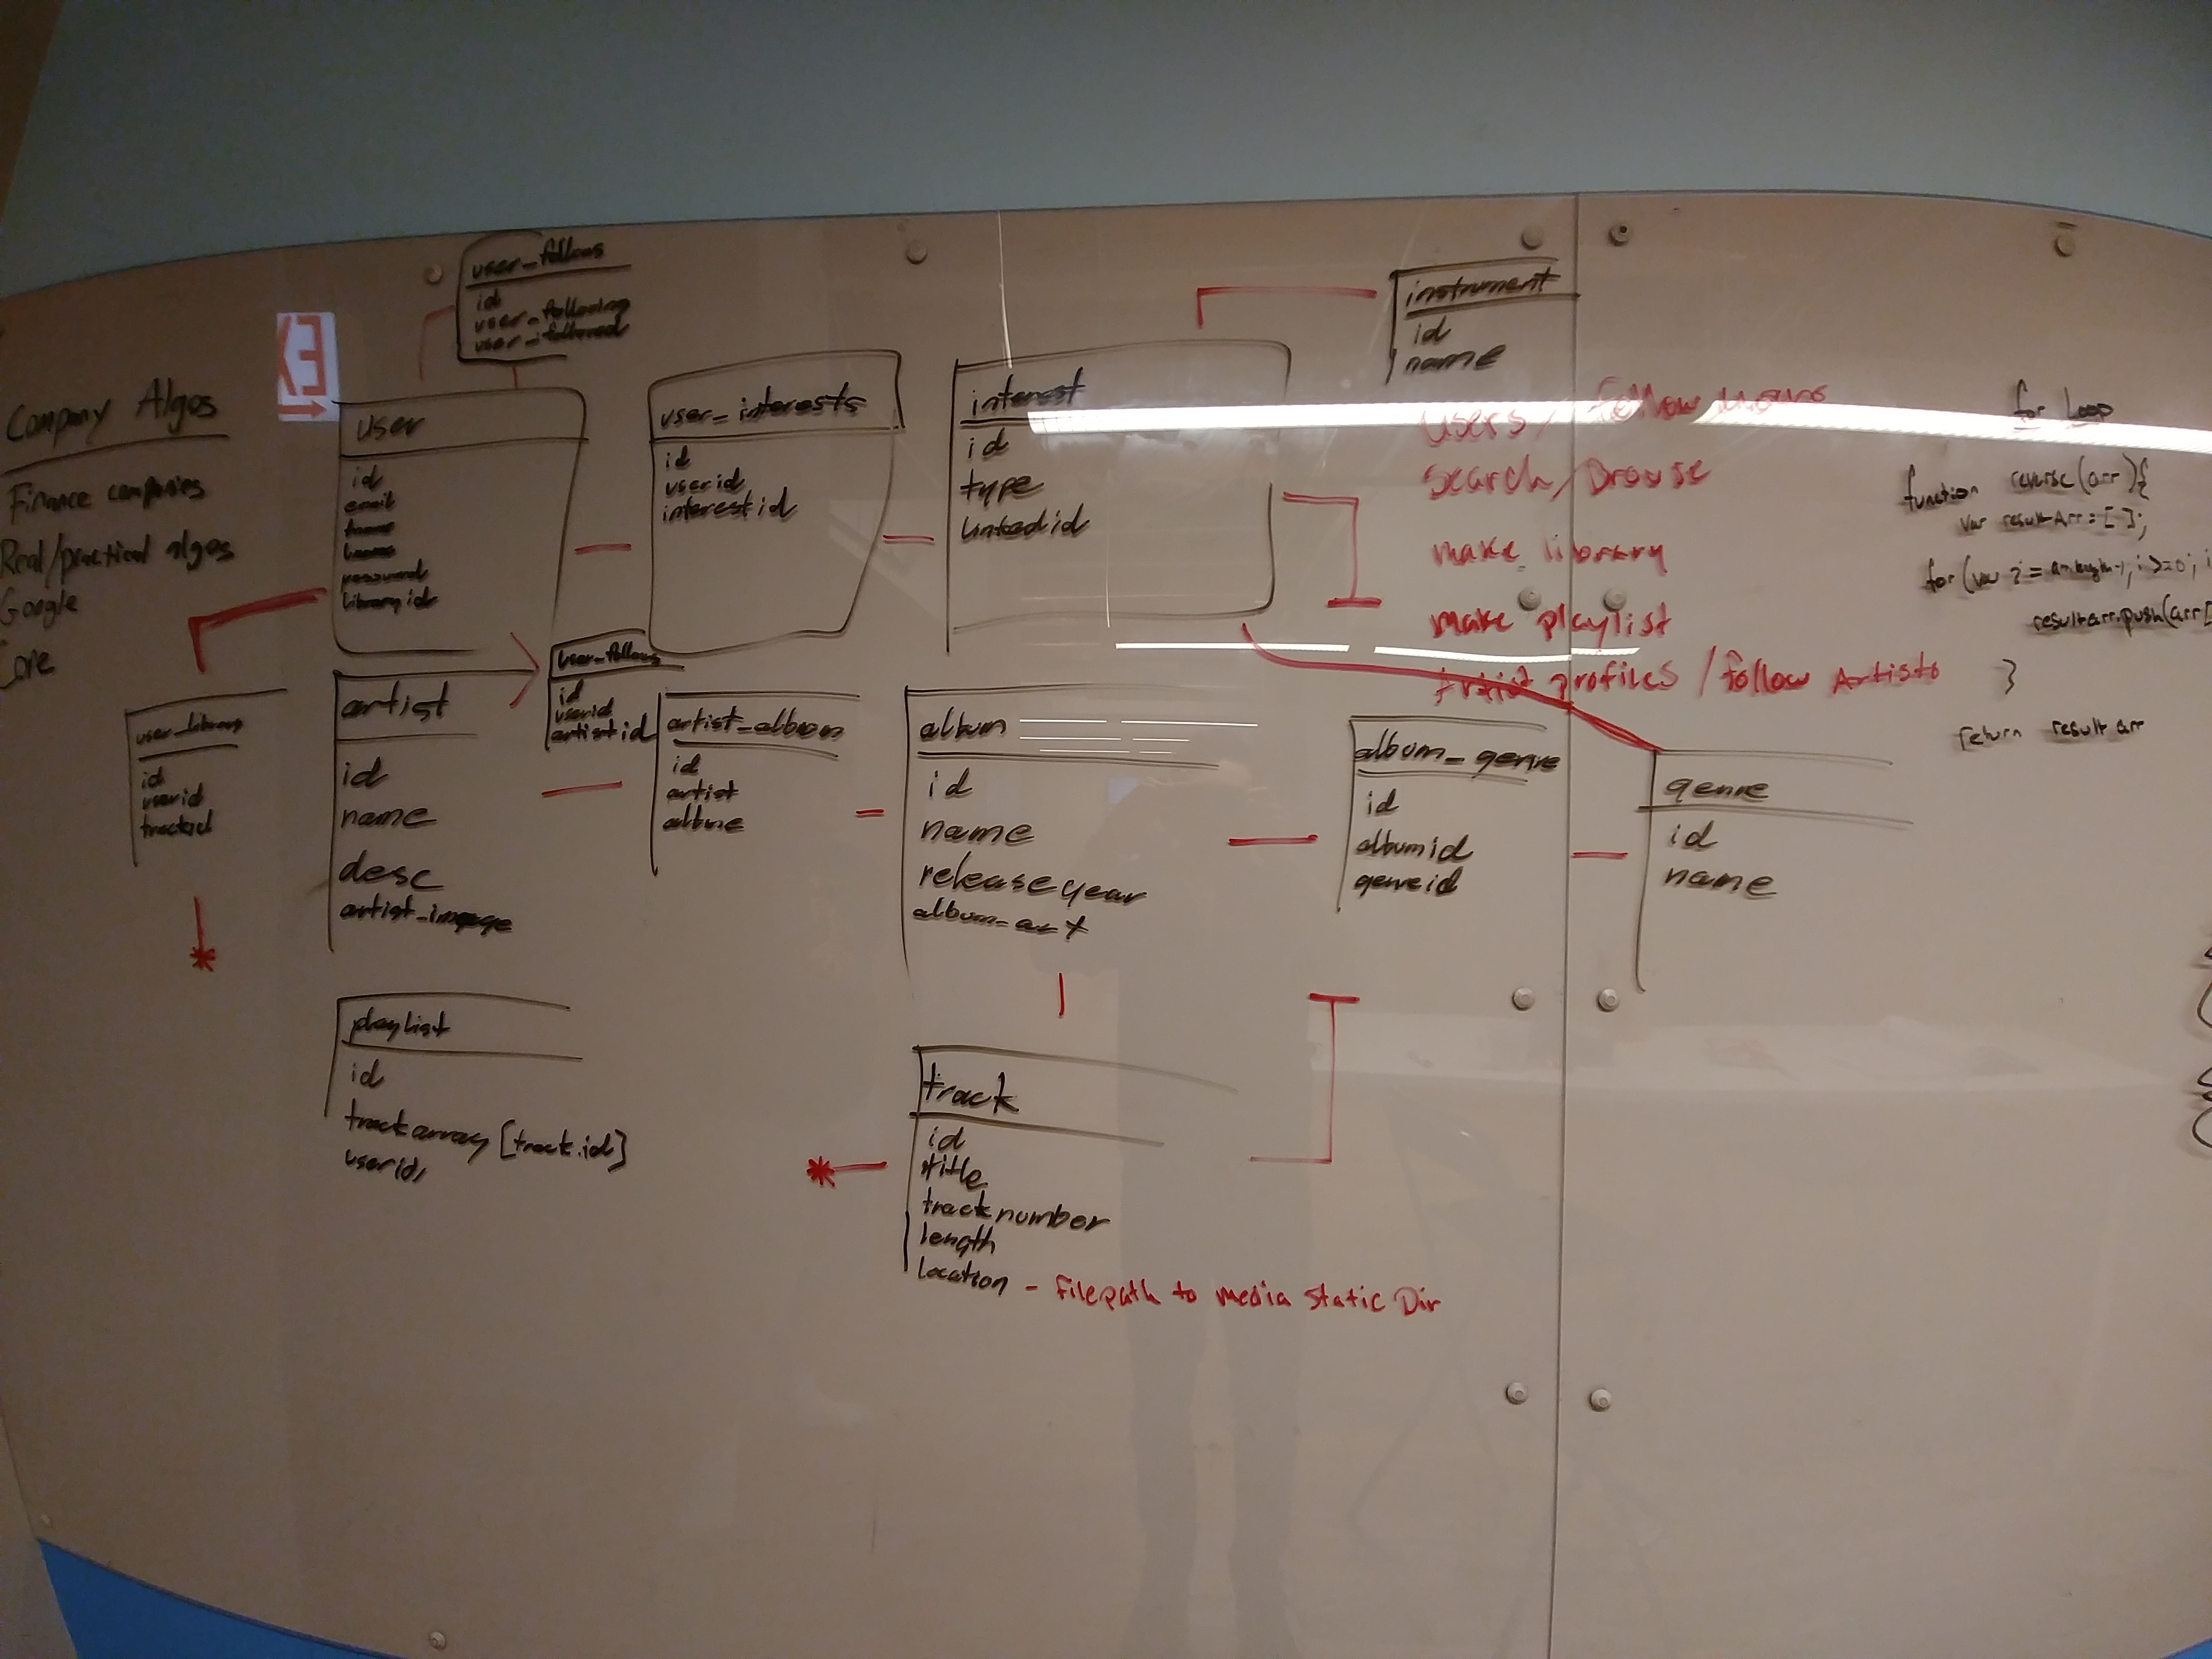 Company Algos
Finance companies
Real/practical algos
Google
Core
user_follows
id
user_following
user_followed
user
id
email
fname
lname
password
libraryid
user_interests
id
userid
interestid
interest
id
type
linkedid
instrument
id
name
users / follow users
search/Browse
make library
make playlist
Artist profiles / follow Artists
for Loop
function reverse(arr){
var resultArr = [ ];
for (var i = arr.length-1; i >=0; i
resultarr.push(arr[
}
return result arr
user_library
id
userid
trackid
artist
id
name
desc
artist_image
user_follows
id
userid
artistid
artist_album
id
artist
album
id
name
releaseyear
album_art
album_genre
id
albumid
genreid
genre
id
name
playlist
id
trackarray [track.id]
userid
track
id
title
tracknumber
length
location - filepath to media static Dir